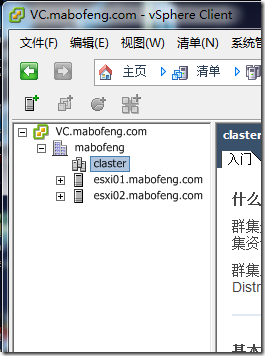 VC.mabofeng.com - vSphere Client
文件(F) 编辑(E) 视图(V) 清单(N) 系统管
主页 清单
VC.mabofeng.com
mabofeng
claster
esxi01.mabofeng.com
esxi02.mabofeng.com
claster
入门
什么
群集
集资
群集
Distr
基本